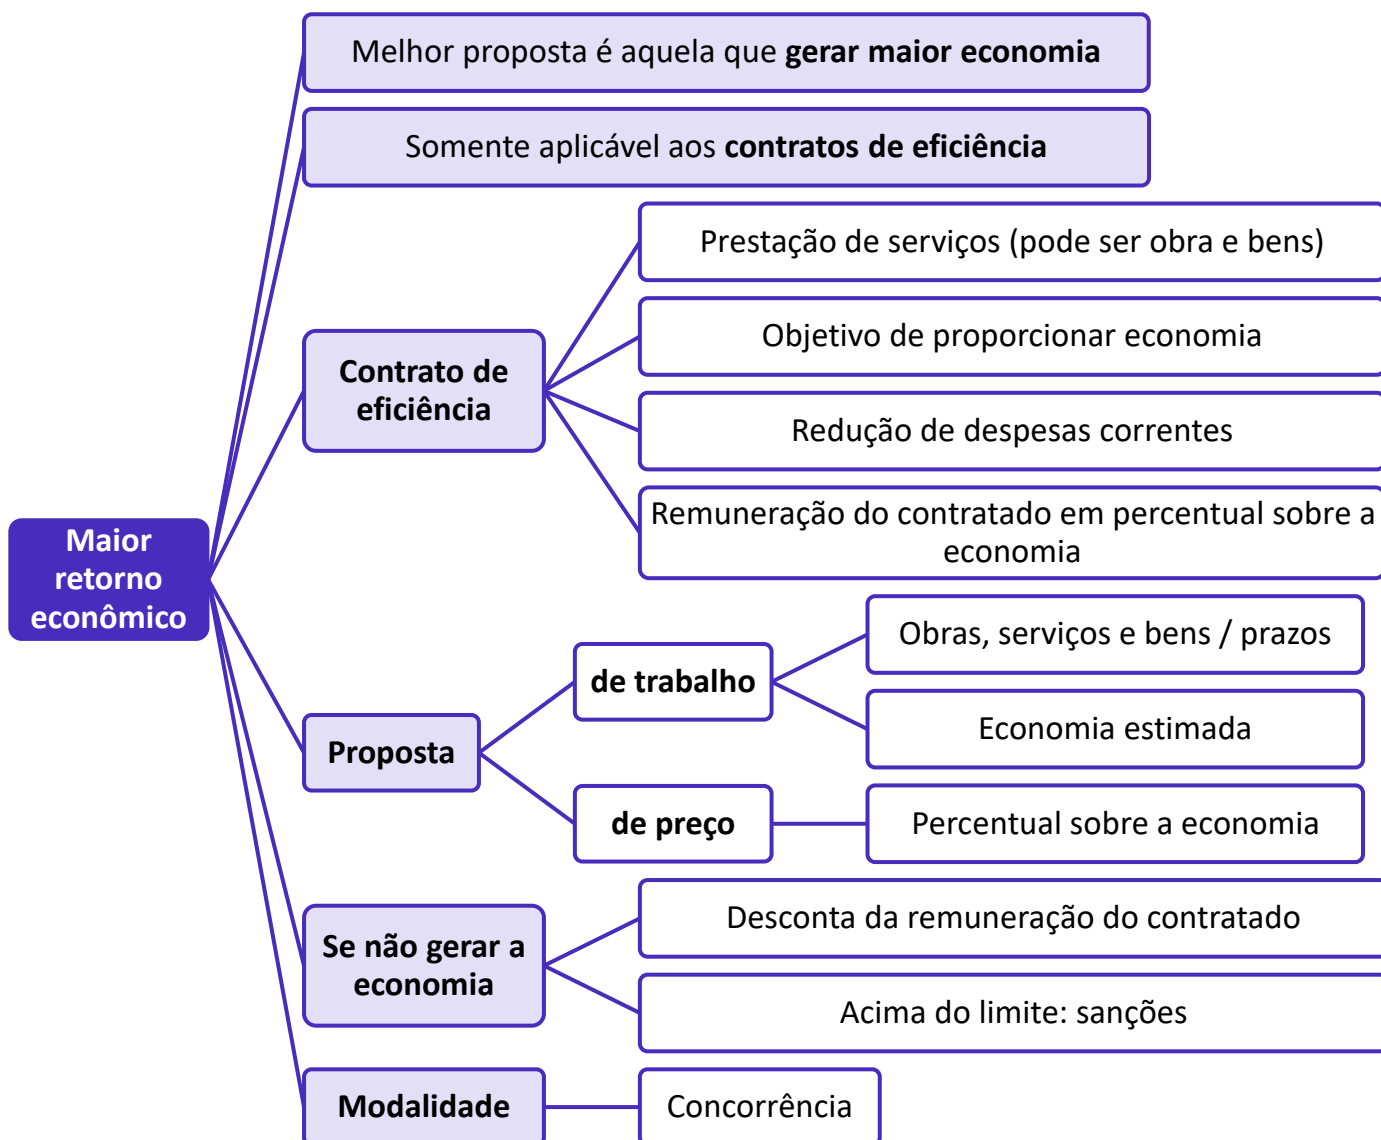 Melhor proposta é aquela que gerar maior economia
Somente aplicável aos contratos de eficiência
Prestação de serviços (pode ser obra e bens)
Objetivo de proporcionar economia
Contrato de
eficiência
Redução de despesas correntes
Remuneração do contratado em percentual sobre a
economia
Maior
retorno
econômico
Obras, serviços e bens / prazos
de trabalho
Economia estimada
Proposta
de preço
Percentual sobre a economia
Desconta da remuneração do contratado
Se não gerar a
economia
Acima do limite: sanções
Modalidade
Concorrência